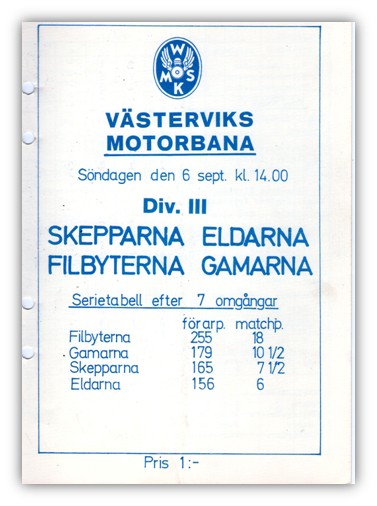 W
M S
K
VÄSTERVIKS
MOTORBANA
Söndagen den 6 sept. kl. 14.00
Div. III
SKEPPARNA ELDARNA
FILBYTERNA GAMARNA
Serietabell efter 7 omgångar
förarp. matchp.
Filbyterna 255 18
Gamarna 179 10 1/2
Skepparna 165 7 1/2
Eldarna 156 6
Pris 1:-